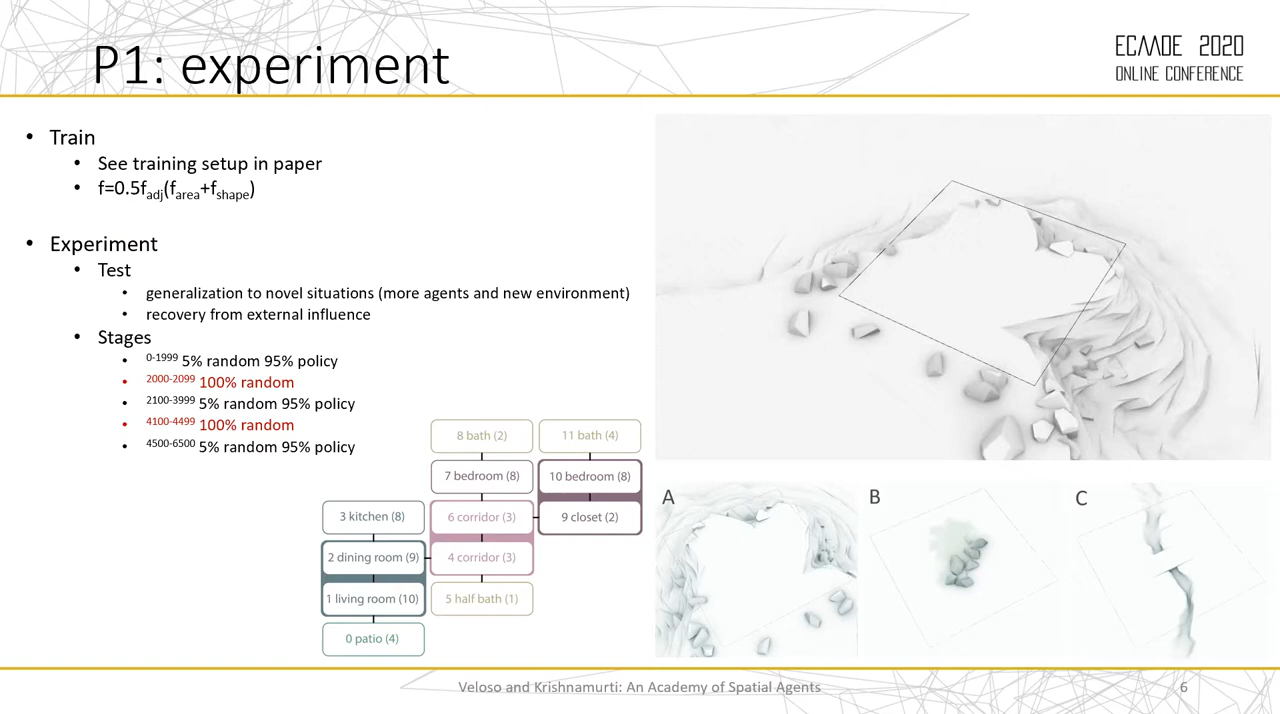 P1: experiment
ECAADE 2020
ONLINE CONFERENCE
• Train
• See training setup in paper
• f=0.5fadj(farea+fshape)
• Experiment
• Test
• generalization to novel situations (more agents and new environment)
• recovery from external influence
• Stages
• 0-1999 5% random 95% policy
• 2000-2099 100% random
• 2100-3999 5% random 95% policy
• 4100-4499 100% random
• 4500-6500 5% random 95% policy
8 bath (2)
11 bath (4)
7 bedroom (8)
10 bedroom (8)
3 kitchen (8)
6 corridor (3)
9 closet (2)
2 dining room (9)
4 corridor (3)
1 living room (10)
5 half bath (1)
0 patio (4)
A
B
C
Veloso and Krishnamurti: An Academy of Spatial Agents
6